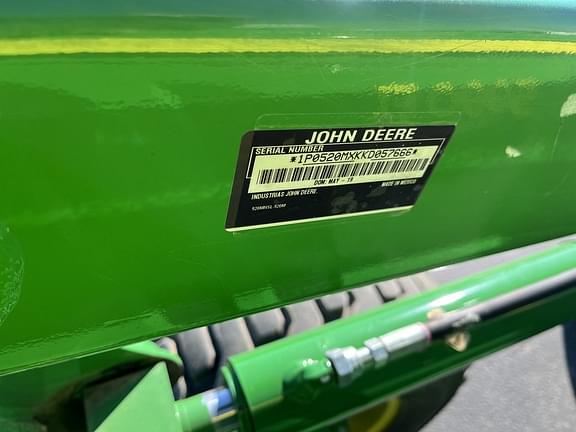 JOHN DEERE
SERIAL NUMBER
*1P0520MXKKD057666*
DOM: MAY - 19 MADE IN MEXICO
INDUSTRIAS JOHN DEERE.